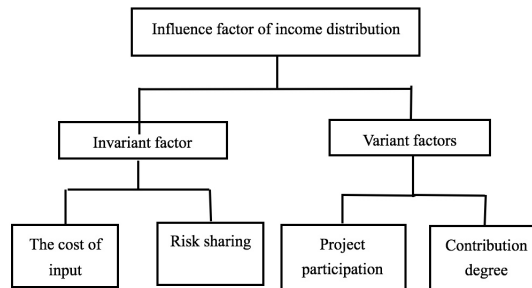 Influence factor of income distribution
Invariant factor
Variant factors
The cost of
input
Risk sharing
Project
participation
Contribution
degree